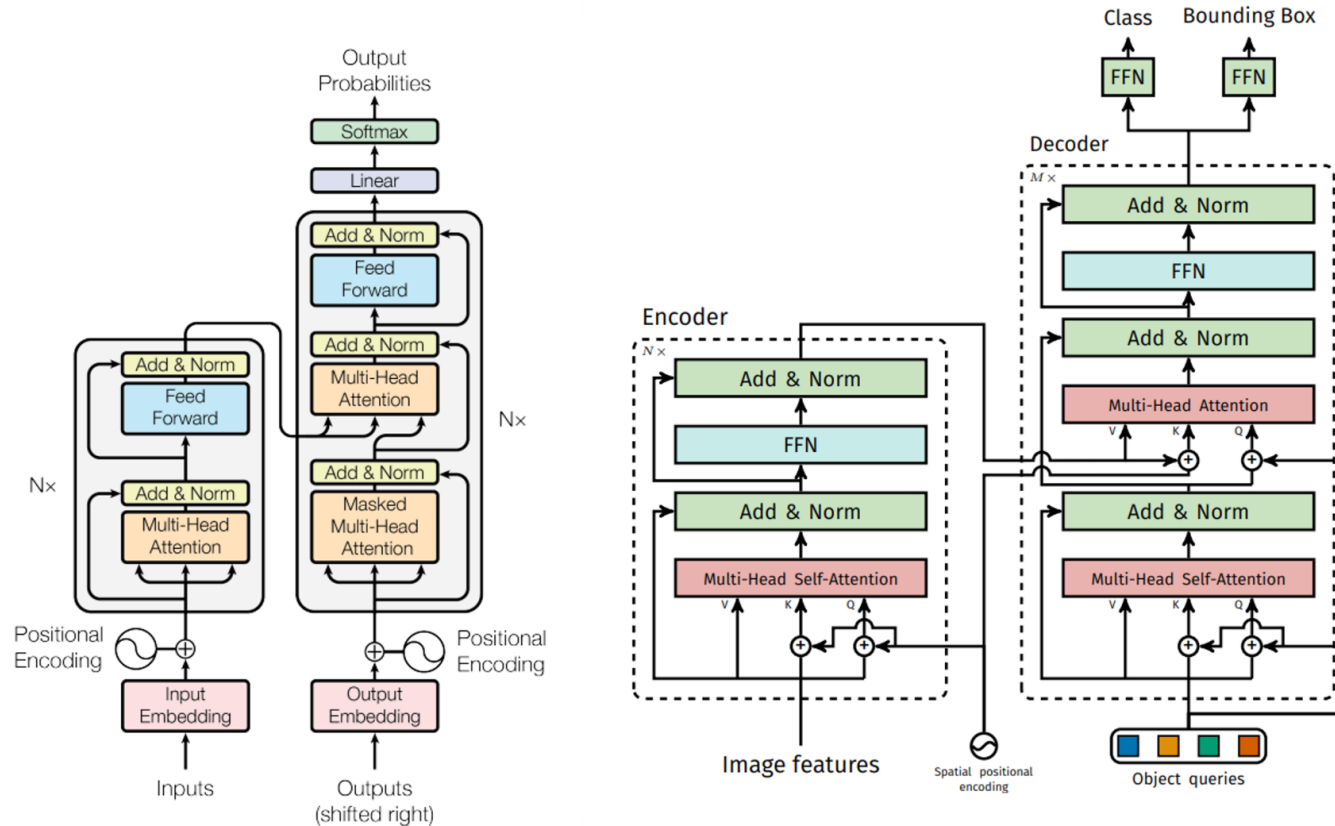 Output
Probabilities
Softmax
Linear
Add & Norm
Feed
Forward
Add & Norm
Multi-Head
Attention
Nx
Add & Norm
Masked
Multi-Head
Attention
Add & Norm
Feed
Forward
Nx
Add & Norm
Multi-Head
Attention
Positional
Encoding
Positional
Encoding
Input
Embedding
Output
Embedding
Inputs
Outputs
(shifted right)
Encoder
N×
Add & Norm
FFN
Add & Norm
Multi-Head Self-Attention
V K Q
Image features
Spatial positional
encoding
Class
Bounding Box
FFN
FFN
Decoder
M×
Add & Norm
FFN
Add & Norm
Multi-Head Attention
V K Q
Add & Norm
Multi-Head Self-Attention
V K Q
Object queries